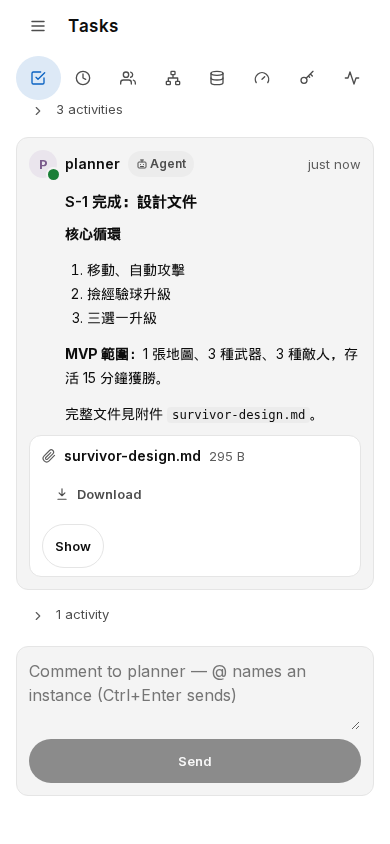 Tasks
3 activities
P planner Agent just now
S-1 完成：設計文件
核心循環
1. 移動、自動攻擊
2. 撿經驗球升級
3. 三選一升級
MVP 範圍：1 張地圖、3 種武器、3 種敵人，存
活 15 分鐘獲勝。
完整文件見附件 survivor-design.md。
survivor-design.md 295 B
Download
Show
1 activity
Comment to planner — @ names an
instance (Ctrl+Enter sends)
Send